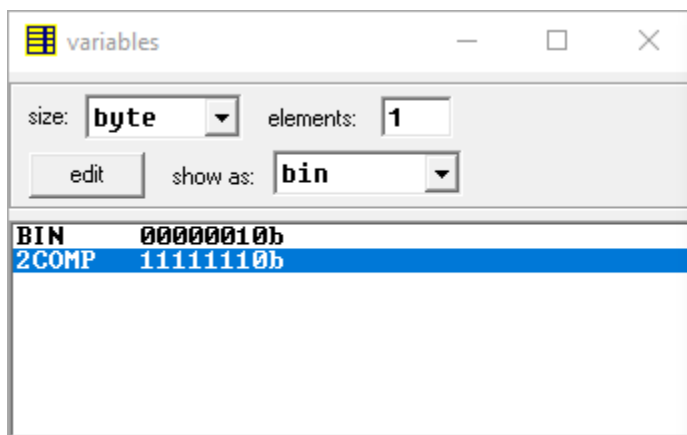 variables
size: byte elements: 1
edit show as: bin
BIN 00000010b
2COMP 11111110b